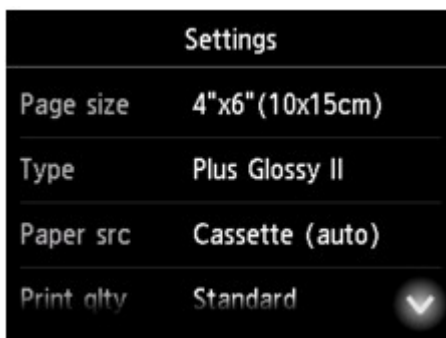 Settings
Page size 4"x6"(10x15cm)
Type Plus Glossy II
Paper src Cassette (auto)
Print qlty Standard